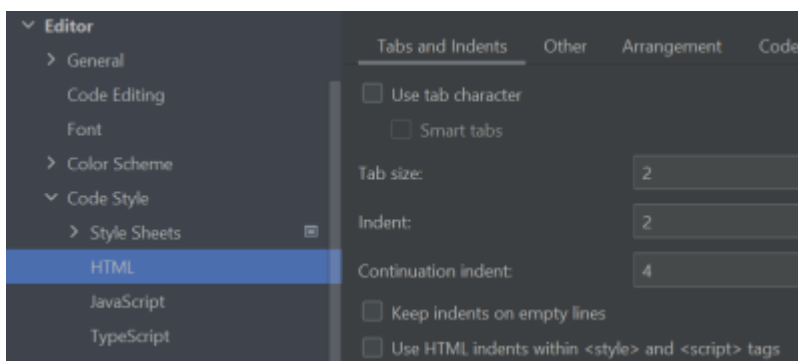 Editor
General
Code Editing
Font
Color Scheme
Code Style
Style Sheets
HTML
JavaScript
TypeScript
Tabs and Indents Other Arrangement Code
Use tab character
Smart tabs
Tab size: 2
Indent: 2
Continuation indent: 4
Keep indents on empty lines
Use HTML indents within <style> and <script> tags